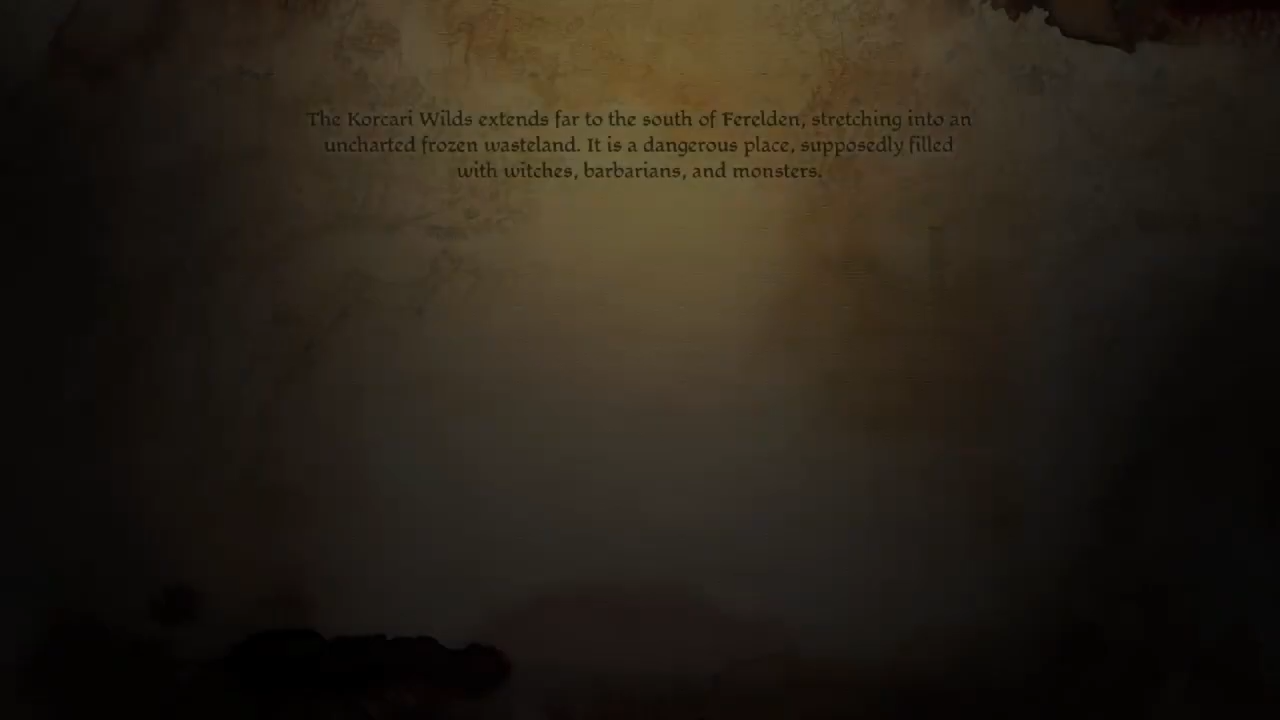 The Korcari Wilds extends far to the south of Ferelden, stretching into an
uncharted frozen wasteland. It is a dangerous place, supposedly filled
with witches, barbarians, and monsters.